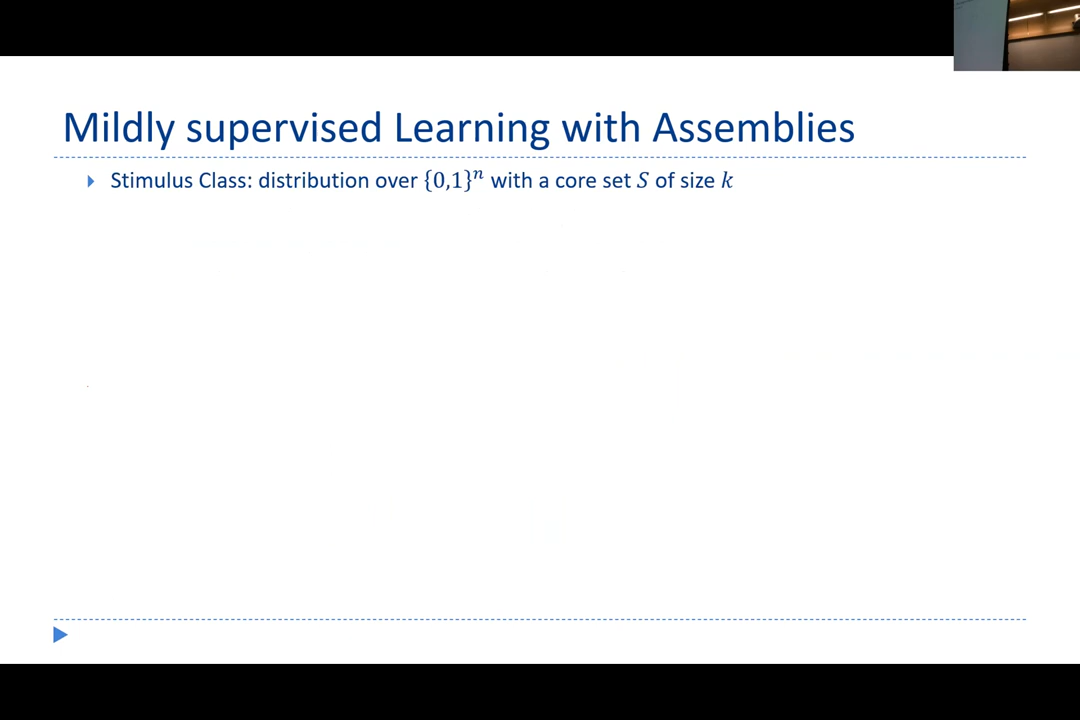 Mildly supervised Learning with Assemblies
Stimulus Class: distribution over {0,1}ⁿ with a core set S of size k